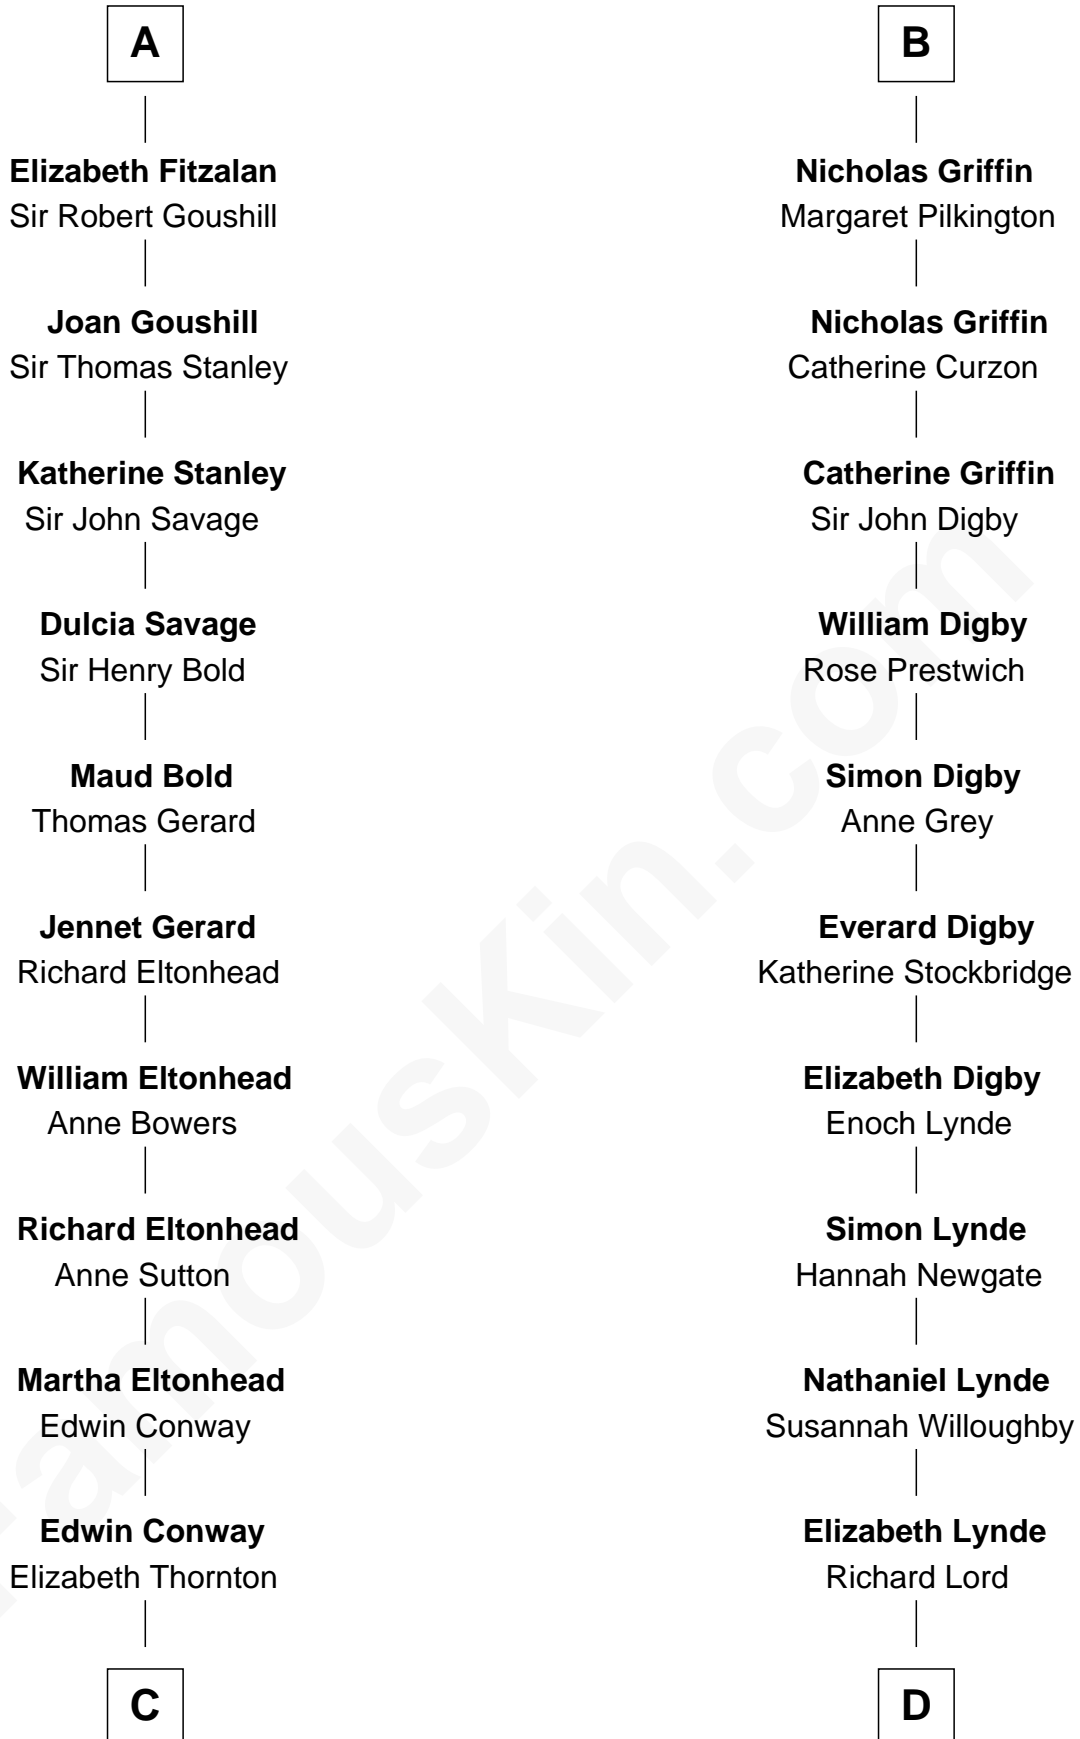 A
Elizabeth Fitzalan
Sir Robert Goushill
Joan Goushill
Sir Thomas Stanley
Katherine Stanley
Sir John Savage
Dulcia Savage
Sir Henry Bold
Maud Bold
Thomas Gerard
Jennet Gerard
Richard Eltonhead
William Eltonhead
Anne Bowers
Richard Eltonhead
Anne Sutton
Martha Eltonhead
Edwin Conway
Edwin Conway
Elizabeth Thornton
C
B
Nicholas Griffin
Margaret Pilkington
Nicholas Griffin
Catherine Curzon
Catherine Griffin
Sir John Digby
William Digby
Rose Prestwich
Simon Digby
Anne Grey
Everard Digby
Katherine Stockbridge
Elizabeth Digby
Enoch Lynde
Simon Lynde
Hannah Newgate
Nathaniel Lynde
Susannah Willoughby
Elizabeth Lynde
Richard Lord
D
FamousKin.com